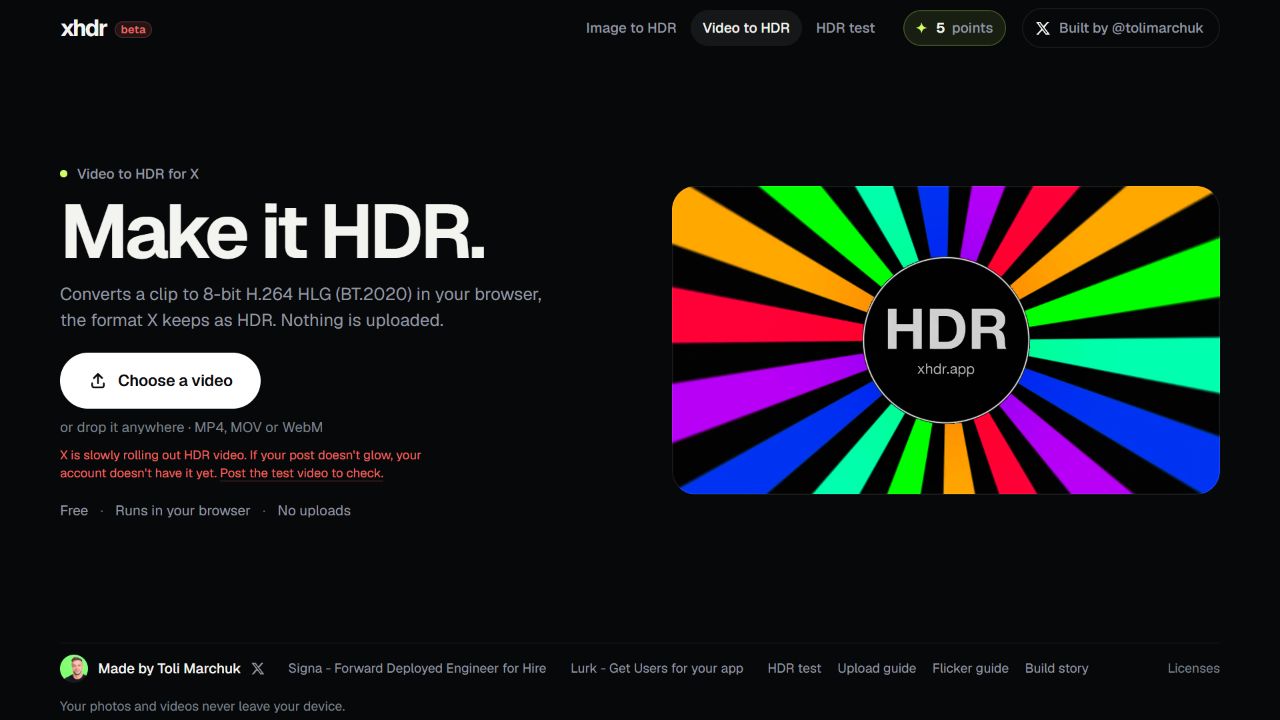 xhdr beta
Image to HDR
Video to HDR
HDR test
✦ 5 points
Built by @tolimarchuk
Video to HDR for X
Make it HDR.
Converts a clip to 8-bit H.264 HLG (BT.2020) in your browser,
the format X keeps as HDR. Nothing is uploaded.
Choose a video
or drop it anywhere · MP4, MOV or WebM
X is slowly rolling out HDR video. If your post doesn't glow, your
account doesn't have it yet. Post the test video to check.
Free · Runs in your browser · No uploads
HDR
xhdr.app
Made by Toli Marchuk
Signa - Forward Deployed Engineer for Hire
Lurk - Get Users for your app
HDR test
Upload guide
Flicker guide
Build story
Licenses
Your photos and videos never leave your device.